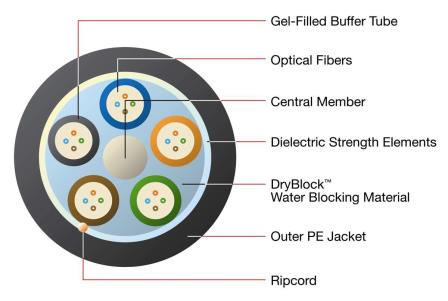 Gel-Filled Buffer Tube
Optical Fibers
Central Member
Dielectric Strength Elements
DryBlock™
Water Blocking Material
Outer PE Jacket
Ripcord